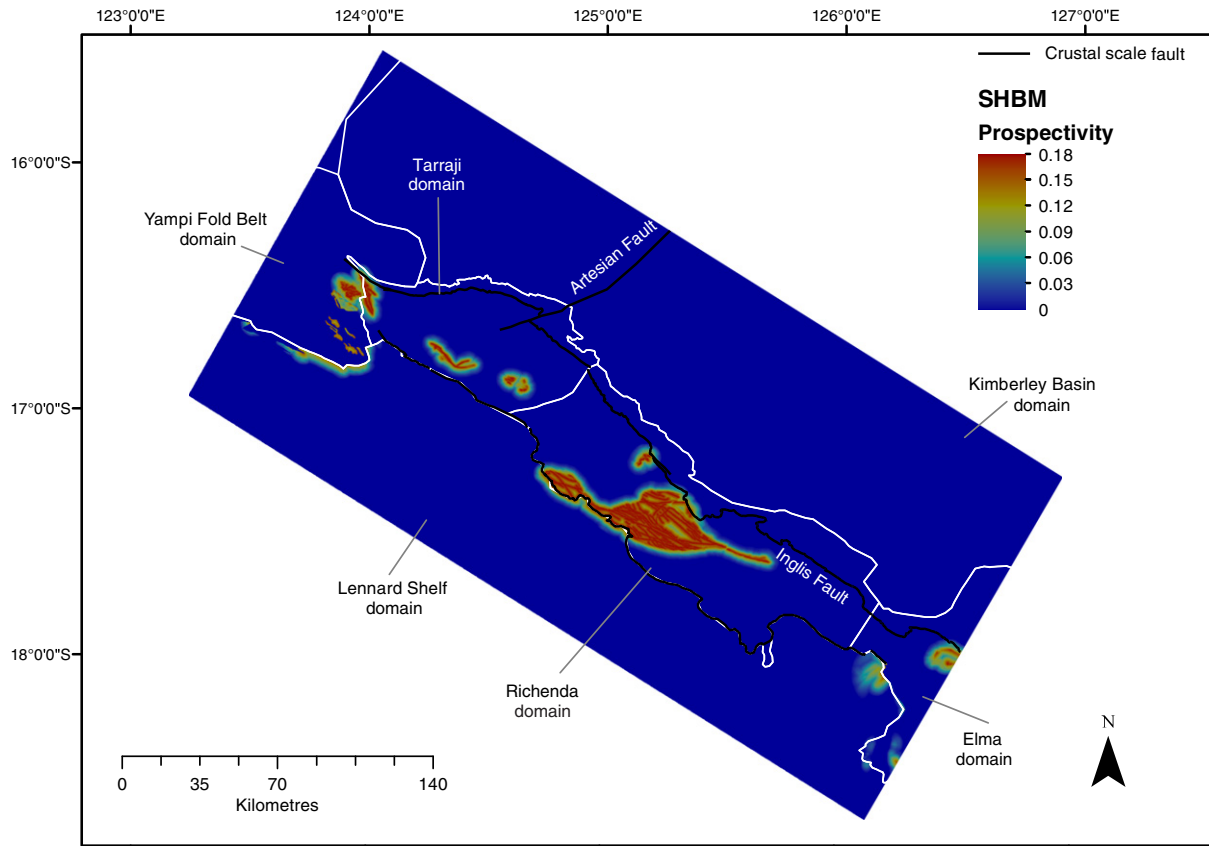 123°0'0"E
124°0'0"E
125°0'0"E
126°0'0"E
127°0'0"E
Crustal scale fault
SHBM
Prospectivity
0.18
0.15
0.12
0.09
0.06
0.03
0
16°0'0"S
17°0'0"S
18°0'0"S
Tarraji
domain
Yampi Fold Belt
domain
Artesian Fault
Kimberley Basin
domain
Inglis Fault
Lennard Shelf
domain
Richenda
domain
Elma
domain
N
0 35 70 140
Kilometres